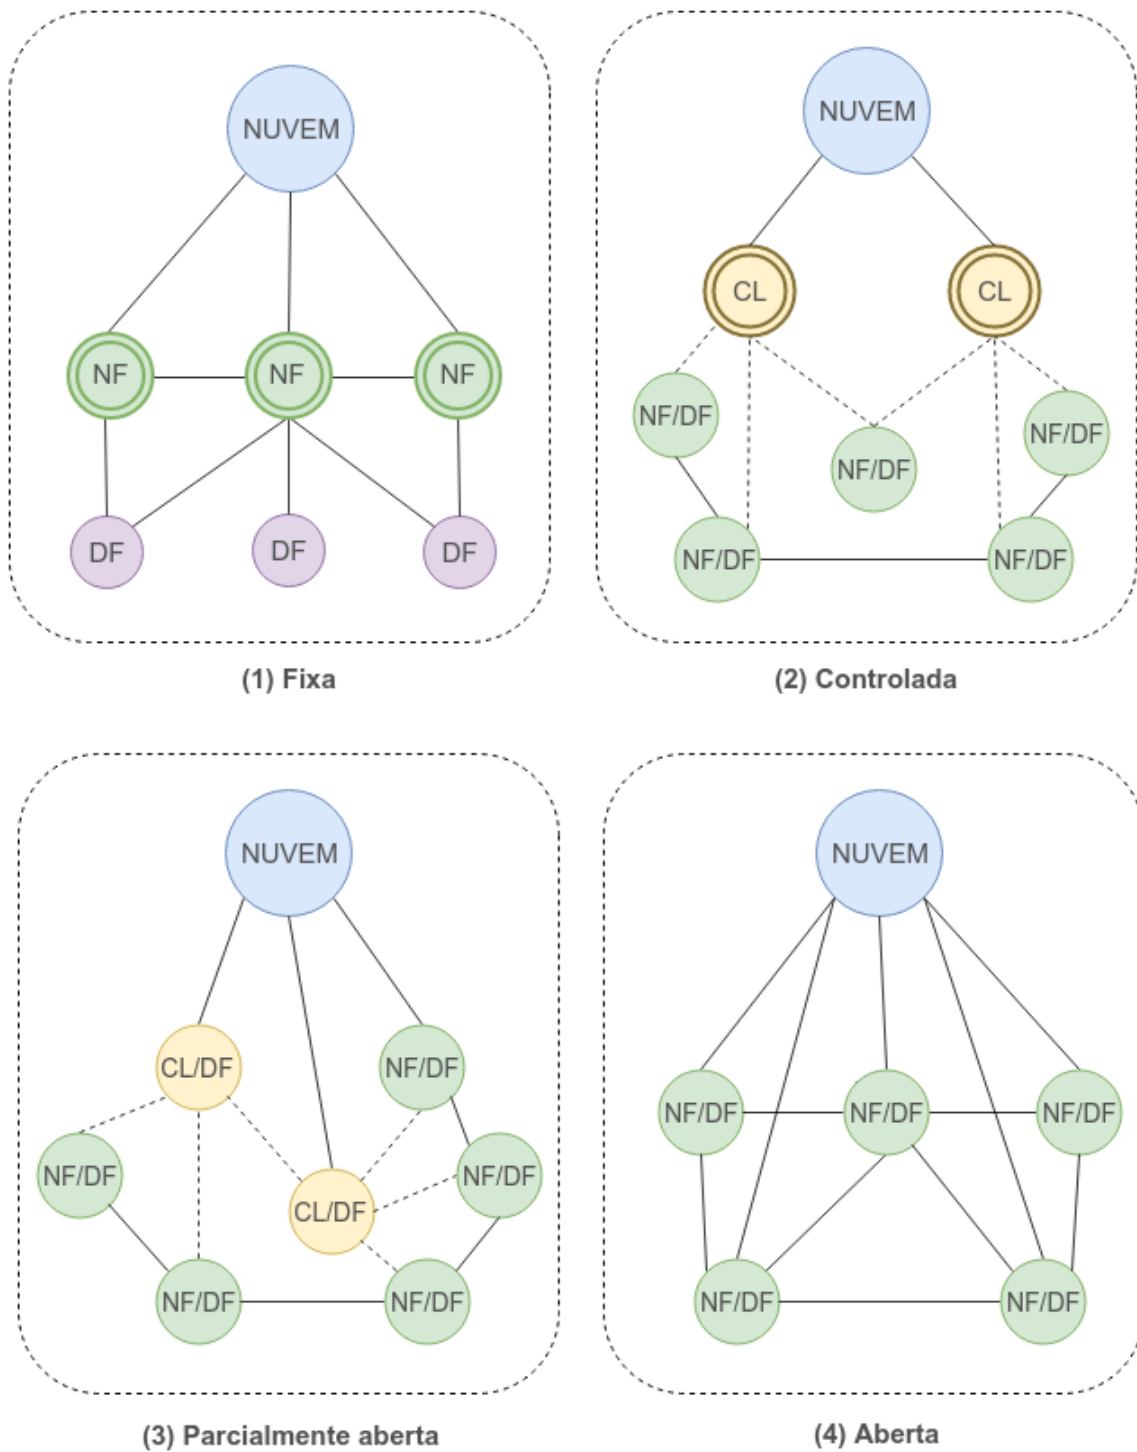 NUVEM
NF
NF
NF
DF
DF
DF
(1) Fixa
NUVEM
CL
CL
NF/DF
NF/DF
NF/DF
NF/DF
NF/DF
(2) Controlada
NUVEM
CL/DF
NF/DF
NF/DF
NF/DF
CL/DF
NF/DF
NF/DF
(3) Parcialmente aberta
NUVEM
NF/DF
NF/DF
NF/DF
NF/DF
NF/DF
(4) Aberta